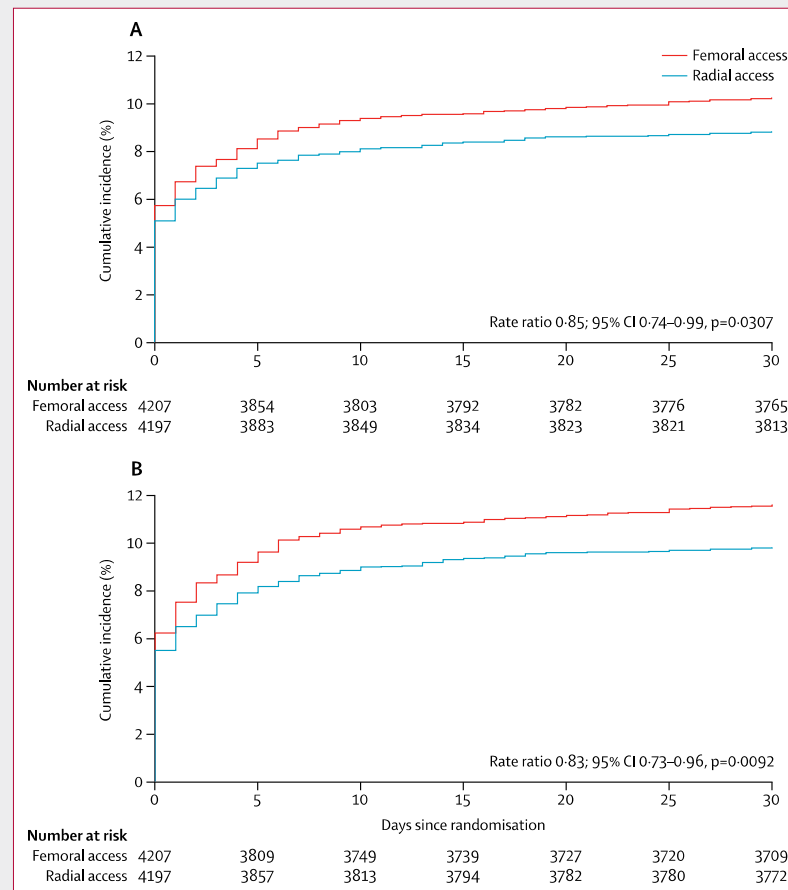 A
12
10
8
6
4
2
0
Cumulative incidence (%)
Femoral access
Radial access
Rate ratio 0·85; 95% CI 0·74–0·99, p=0·0307
0 5 10 15 20 25 30
Number at risk
Femoral access 4207 3854 3803 3792 3782 3776 3765
Radial access 4197 3883 3849 3834 3823 3821 3813
B
12
10
8
6
4
2
0
Cumulative incidence (%)
Rate ratio 0·83; 95% CI 0·73–0·96, p=0·0092
0 5 10 15 20 25 30
Days since randomisation
Number at risk
Femoral access 4207 3809 3749 3739 3727 3720 3709
Radial access 4197 3857 3813 3794 3782 3780 3772